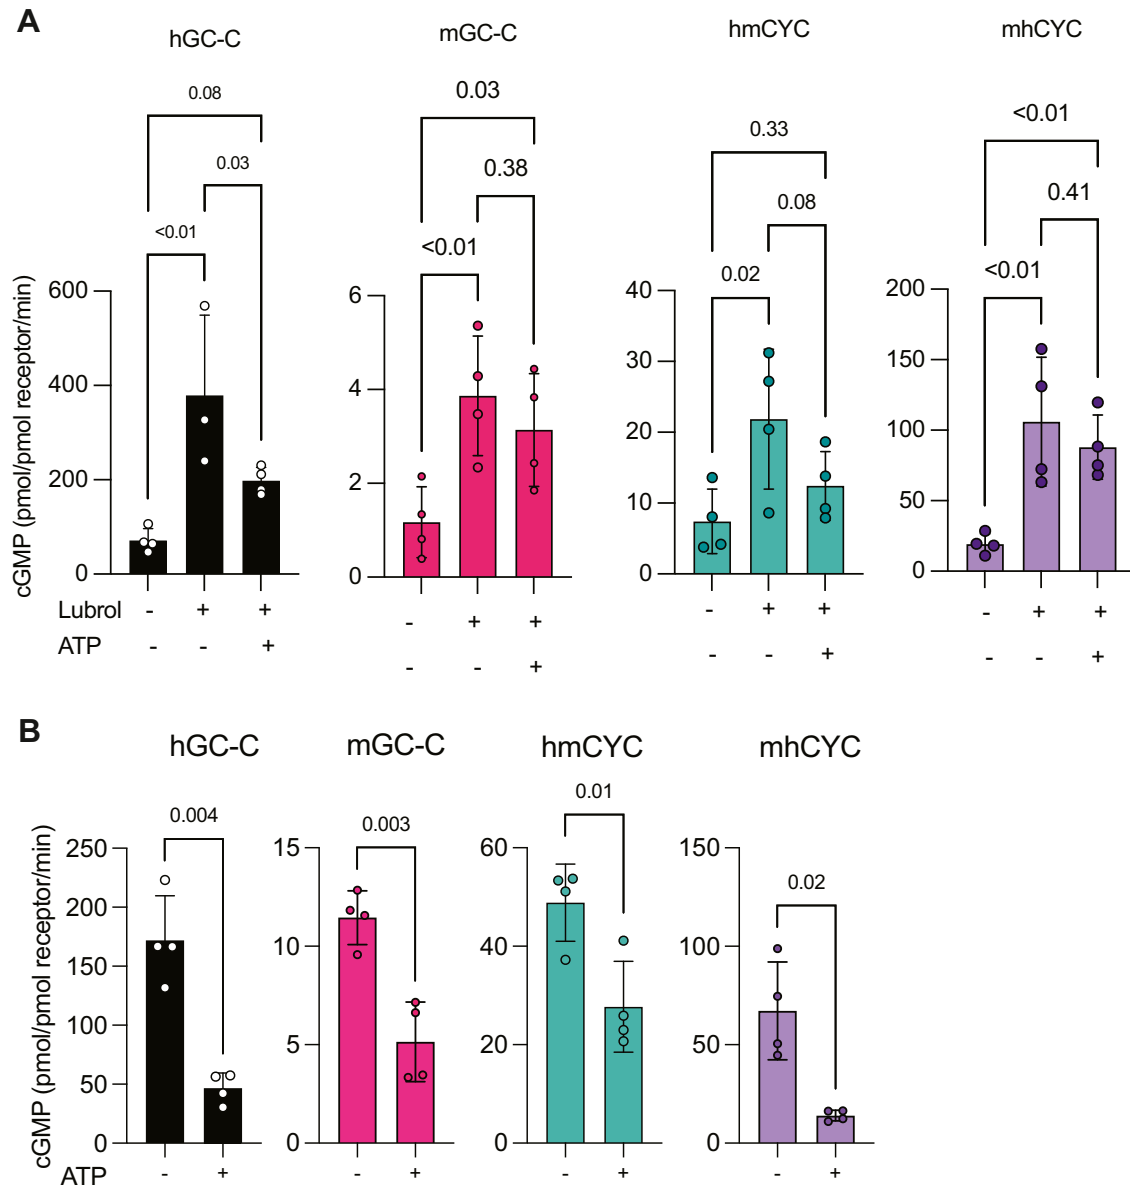 A
hGC-C mGC-C hmCYC mhCYC
0.08 0.03 0.33 <0.01
0.03 0.38 0.08 0.41
<0.01 <0.01 0.02 <0.01
cGMP (pmol/pmol receptor/min)
600 6 40 200
400 4 30 150
200 2 20 100
0 0 10 50
0 0
Lubrol - + + - + + - + + - + +
ATP - - + - - + - - + - - +
B
hGC-C mGC-C hmCYC mhCYC
0.004 0.003 0.01 0.02
cGMP (pmol/pmol receptor/min)
250 15 60 150
200 10 40 100
150 5 20 50
100 0 0 0
50
0
ATP - + - + - + - +